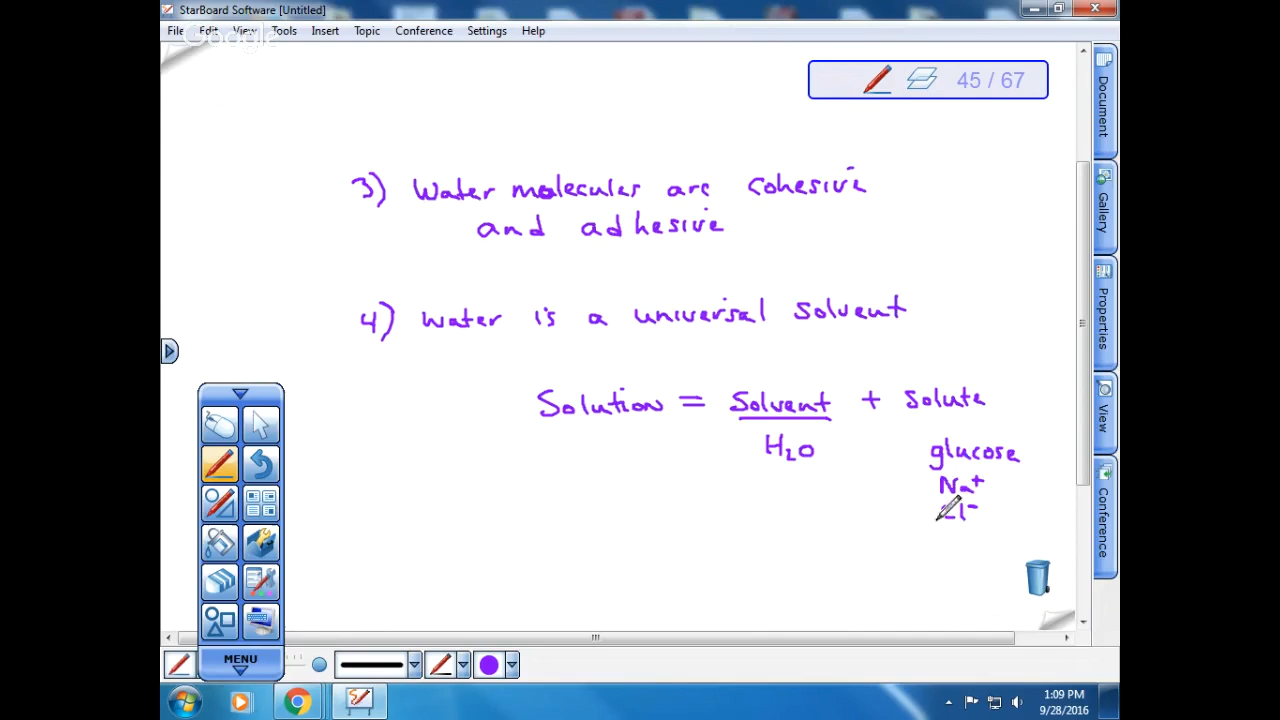 StarBoard Software [Untitled]
File Edit View Tools Insert Topic Conference Settings Help
Google
45 / 67
3) Water molecules are cohesive
and adhesive
4) Water is a universal solvent
Solution = Solvent + solute
H₂O
glucose
Na⁺
Cl⁻
Document
Gallery
Properties
View
Conference
MENU
1:09 PM
9/28/2016